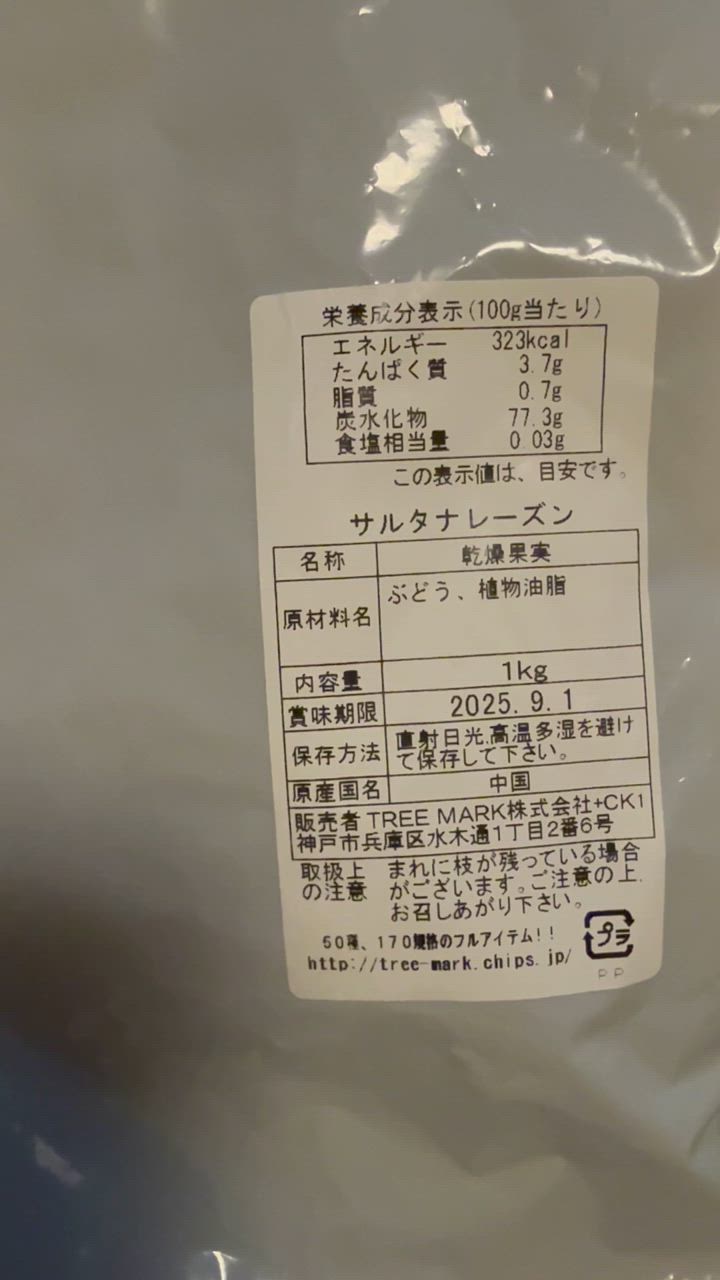 栄養成分表示(100g当たり)
エネルギー 323kcal
たんぱく質 3.7g
脂質 0.7g
炭水化物 77.3g
食塩相当量 0.03g
この表示値は、目安です。
サルタナレーズン
名称 乾燥果実
原材料名 ぶどう、植物油脂
内容量 1kg
賞味期限 2025.9.1
保存方法 直射日光.高温多湿を避け
て保存して下さい。
原産国名 中国
販売者 TREE MARK株式会社+CK1
神戸市兵庫区水木通1丁目2番6号
取扱上 まれに枝が残っている場合
の注意 がございます。ご注意の上.
お召しあがり下さい。
50種、170規格のフルアイテム!!
http://tree-mark.chips.jp/
プラ
PP